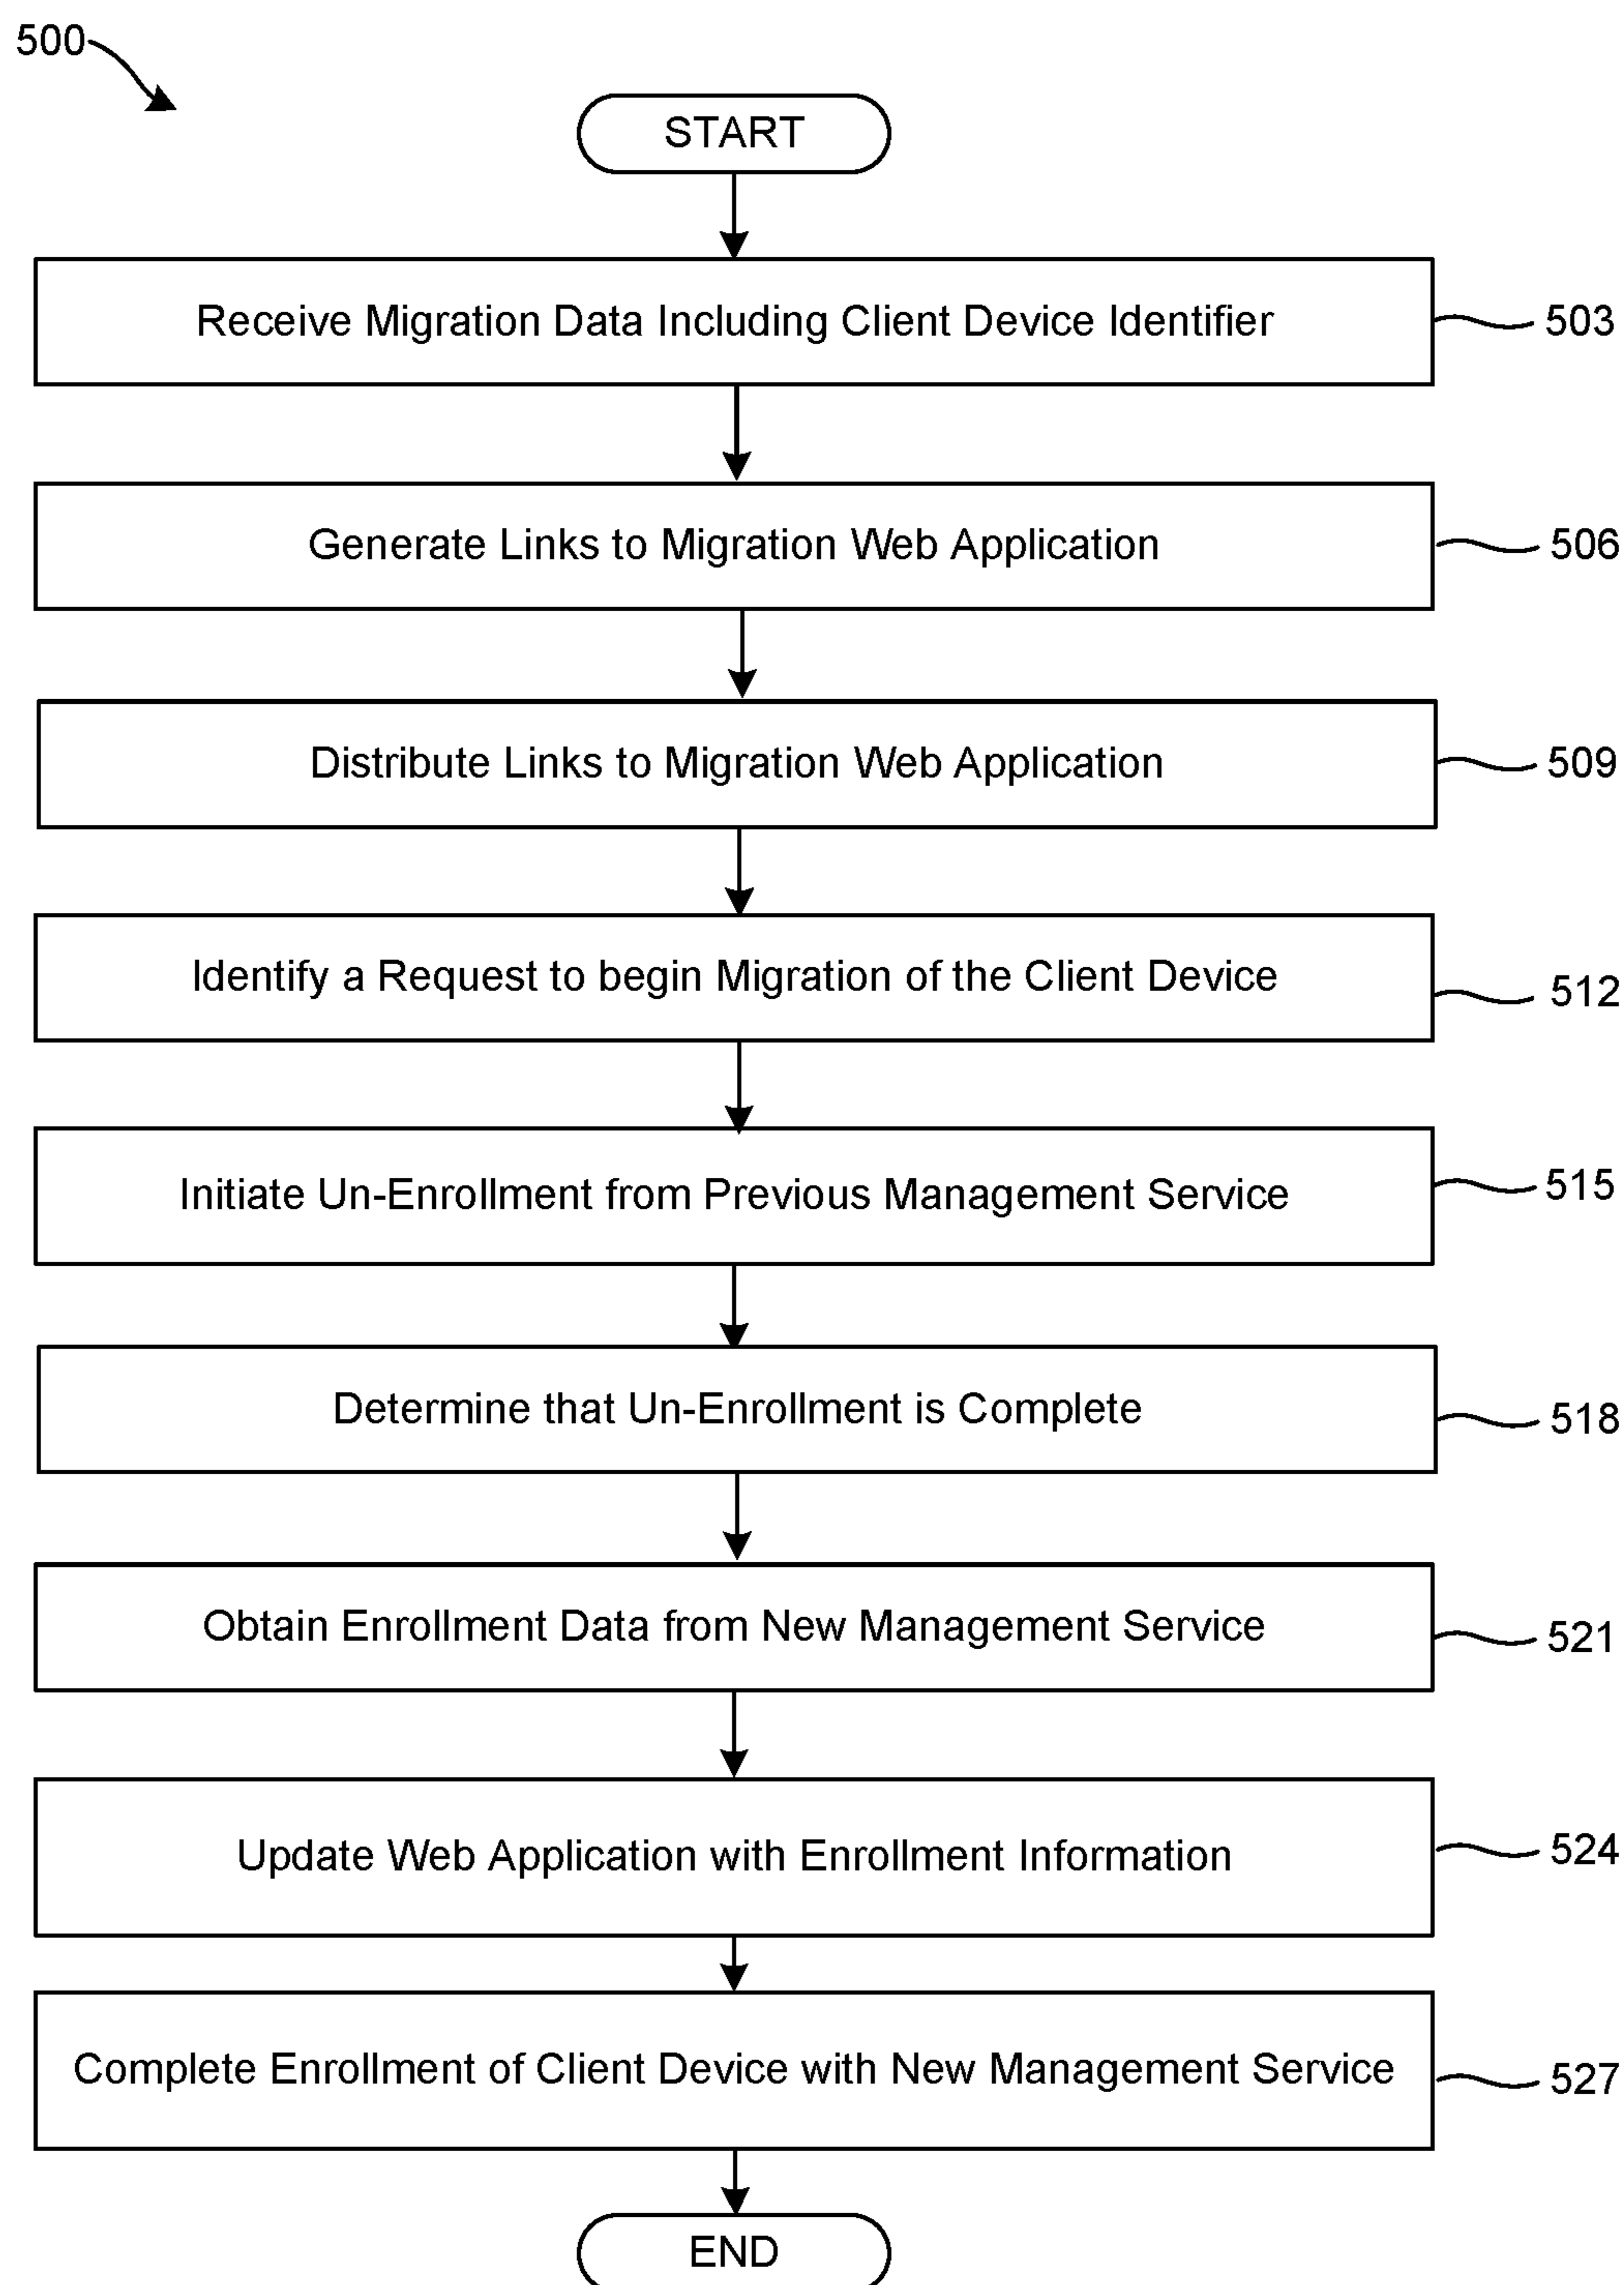 500
START
Receive Migration Data Including Client Device Identifier
503
Generate Links to Migration Web Application
506
Distribute Links to Migration Web Application
509
Identify a Request to begin Migration of the Client Device
512
Initiate Un-Enrollment from Previous Management Service
515
Determine that Un-Enrollment is Complete
518
Obtain Enrollment Data from New Management Service
521
Update Web Application with Enrollment Information
524
Complete Enrollment of Client Device with New Management Service
527
END